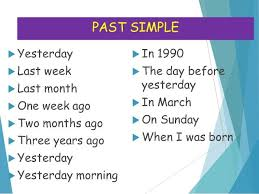 PAST SIMPLE
Yesterday
Last week
Last month
One week ago
Two months ago
Three years ago
Yesterday
Yesterday morning
In 1990
The day before
yesterday
In March
On Sunday
When I was born